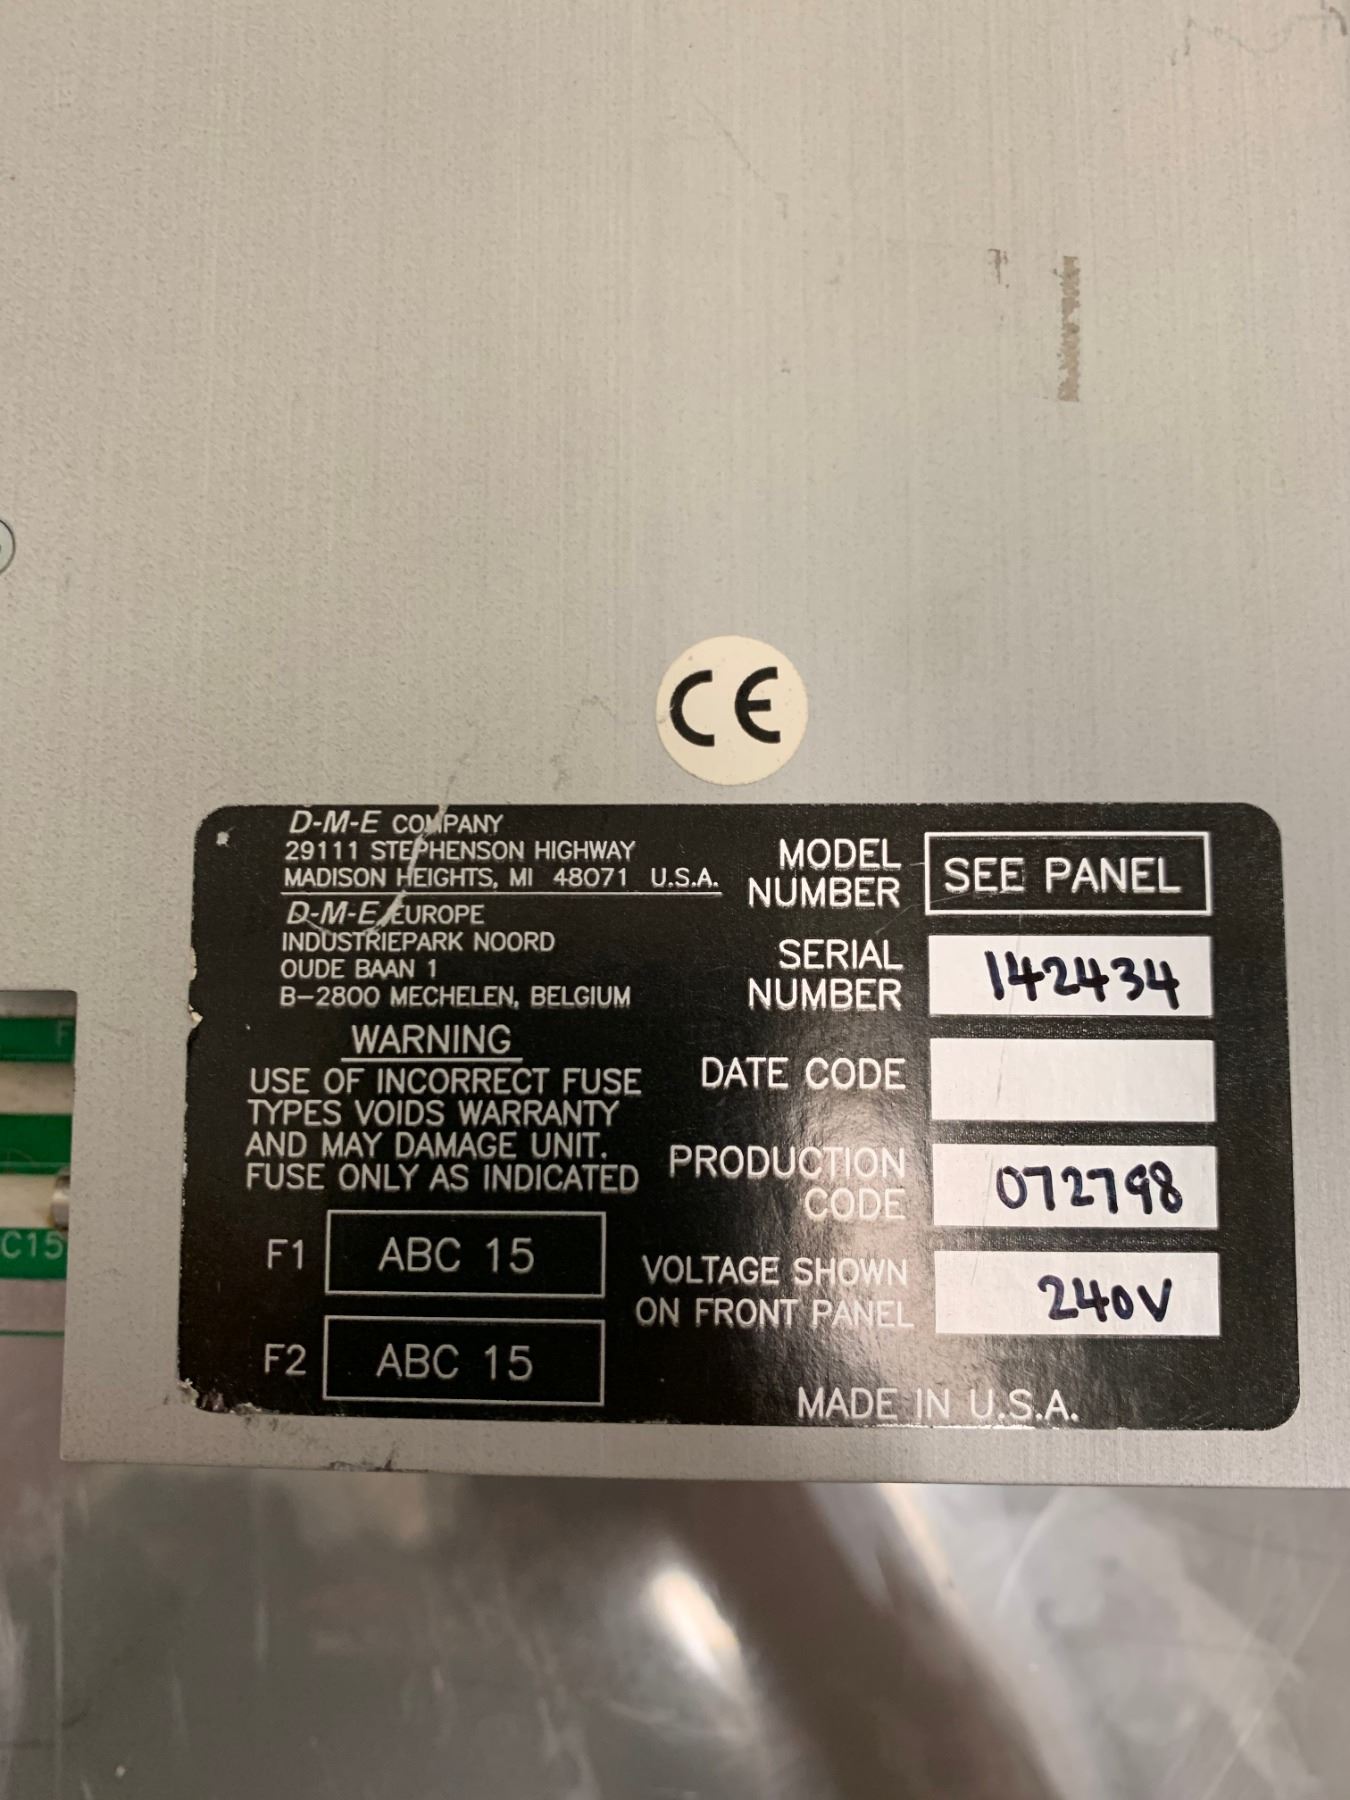 CE
D-M-E COMPANY
29111 STEPHENSON HIGHWAY
MADISON HEIGHTS, MI 48071 U.S.A.
D-M-E EUROPE
INDUSTRIEPARK NOORD
OUDE BAAN 1
B-2800 MECHELEN, BELGIUM
WARNING
USE OF INCORRECT FUSE
TYPES VOIDS WARRANTY
AND MAY DAMAGE UNIT.
FUSE ONLY AS INDICATED
F1 ABC 15
F2 ABC 15
MODEL
NUMBER
SEE PANEL
SERIAL
NUMBER
142434
DATE CODE
PRODUCTION
CODE
072798
VOLTAGE SHOWN
ON FRONT PANEL
240V
MADE IN U.S.A.
C15